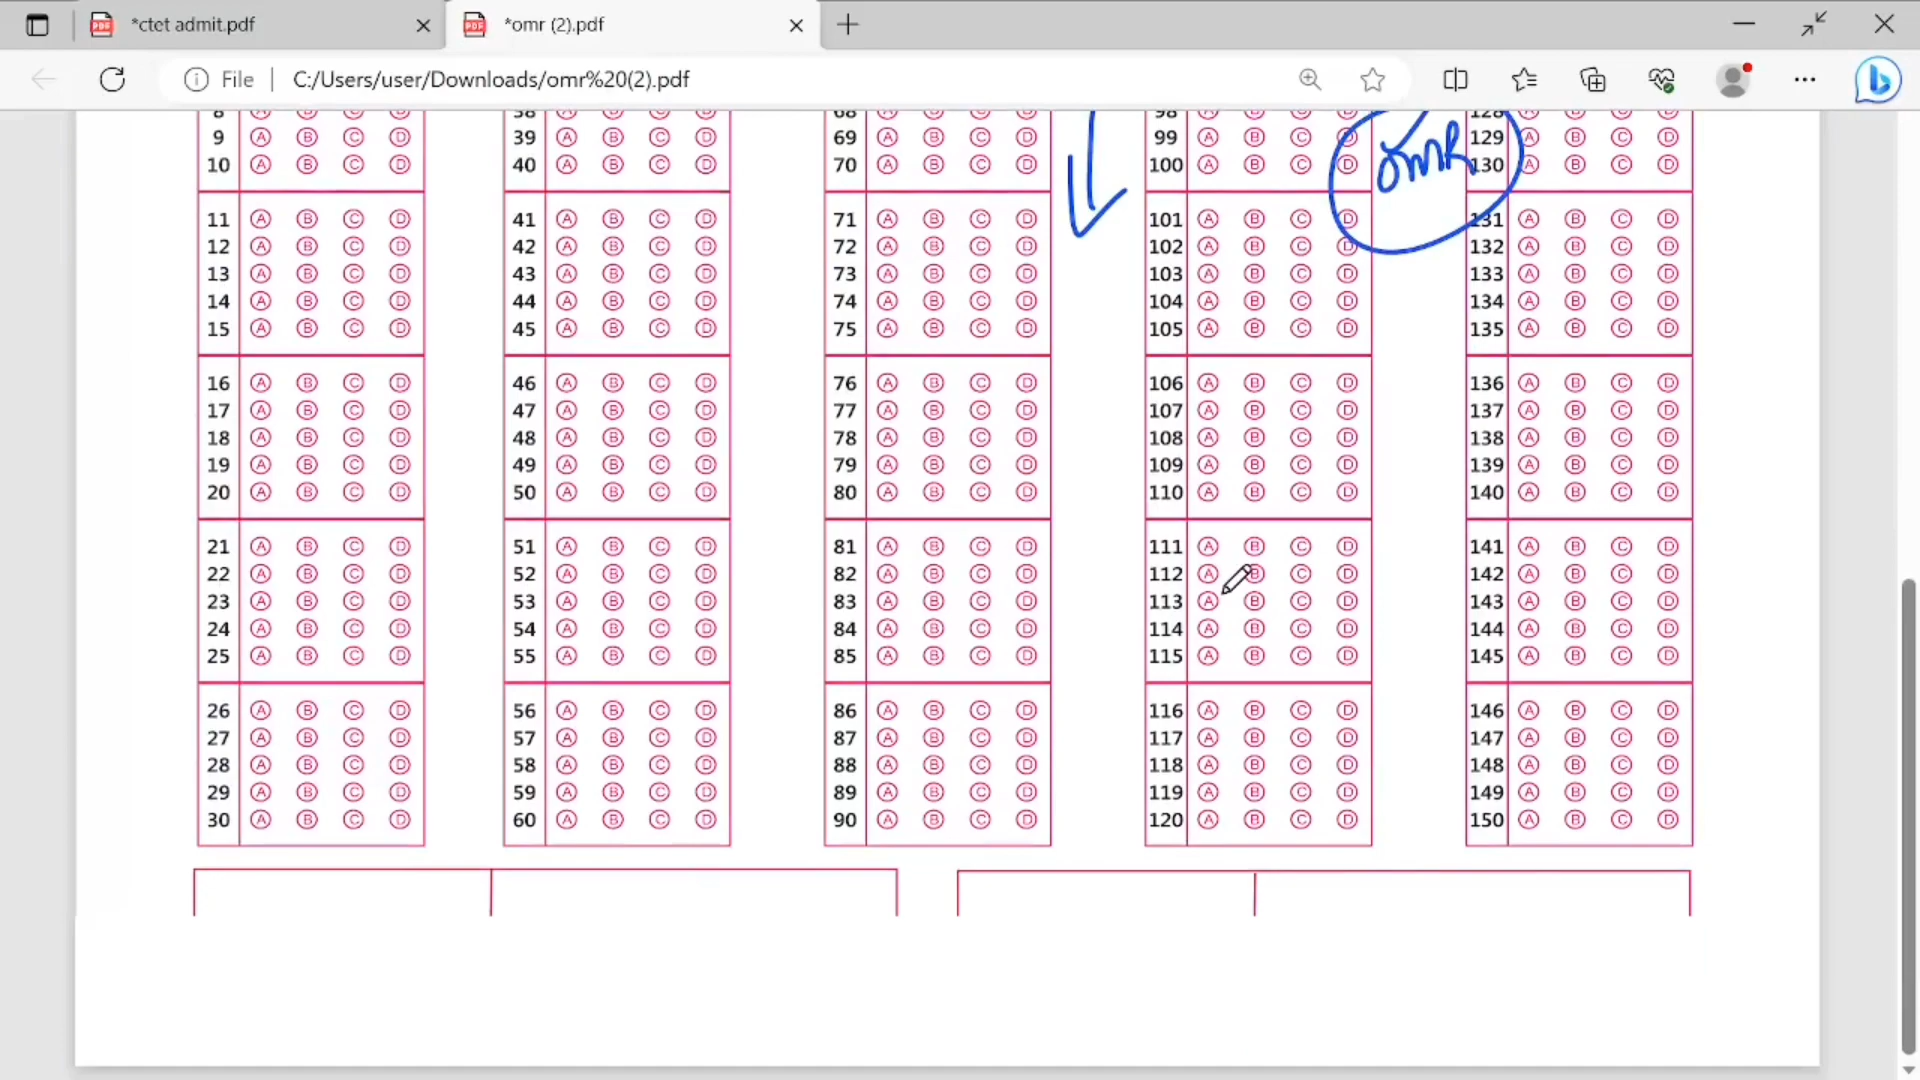 *ctet admit.pdf
*omr (2).pdf
File
C:/Users/user/Downloads/omr%20(2).pdf
8 A B C D
9 A B C D
10 A B C D
11 A B C D
12 A B C D
13 A B C D
14 A B C D
15 A B C D
16 A B C D
17 A B C D
18 A B C D
19 A B C D
20 A B C D
21 A B C D
22 A B C D
23 A B C D
24 A B C D
25 A B C D
26 A B C D
27 A B C D
28 A B C D
29 A B C D
30 A B C D
38 A B C D
39 A B C D
40 A B C D
41 A B C D
42 A B C D
43 A B C D
44 A B C D
45 A B C D
46 A B C D
47 A B C D
48 A B C D
49 A B C D
50 A B C D
51 A B C D
52 A B C D
53 A B C D
54 A B C D
55 A B C D
56 A B C D
57 A B C D
58 A B C D
59 A B C D
60 A B C D
68 A B C D
69 A B C D
70 A B C D
71 A B C D
72 A B C D
73 A B C D
74 A B C D
75 A B C D
76 A B C D
77 A B C D
78 A B C D
79 A B C D
80 A B C D
81 A B C D
82 A B C D
83 A B C D
84 A B C D
85 A B C D
86 A B C D
87 A B C D
88 A B C D
89 A B C D
90 A B C D
98 A B C D
99 A B C D
100 A B C D
101 A B C D
102 A B C D
103 A B C D
104 A B C D
105 A B C D
106 A B C D
107 A B C D
108 A B C D
109 A B C D
110 A B C D
111 A B C D
112 A B C D
113 A B C D
114 A B C D
115 A B C D
116 A B C D
117 A B C D
118 A B C D
119 A B C D
120 A B C D
OMR
128 A B C D
129 A B C D
130 A B C D
131 A B C D
132 A B C D
133 A B C D
134 A B C D
135 A B C D
136 A B C D
137 A B C D
138 A B C D
139 A B C D
140 A B C D
141 A B C D
142 A B C D
143 A B C D
144 A B C D
145 A B C D
146 A B C D
147 A B C D
148 A B C D
149 A B C D
150 A B C D